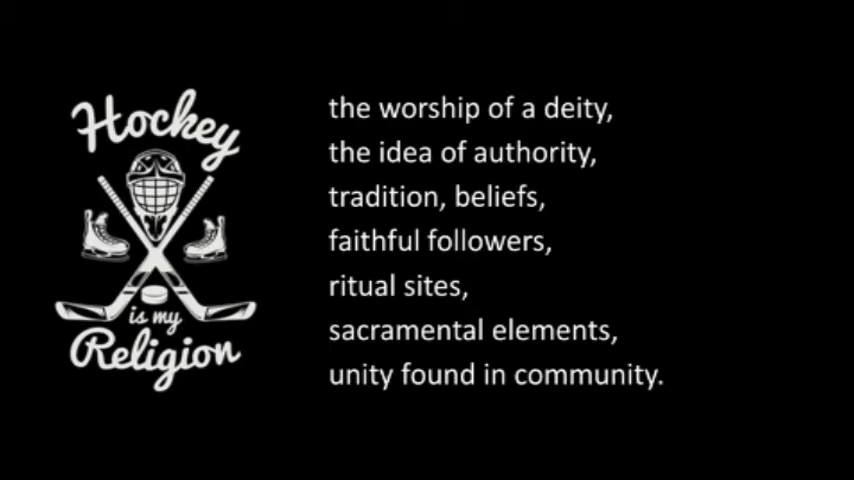 Hockey
is my
Religion
the worship of a deity,
the idea of authority,
tradition, beliefs,
faithful followers,
ritual sites,
sacramental elements,
unity found in community.